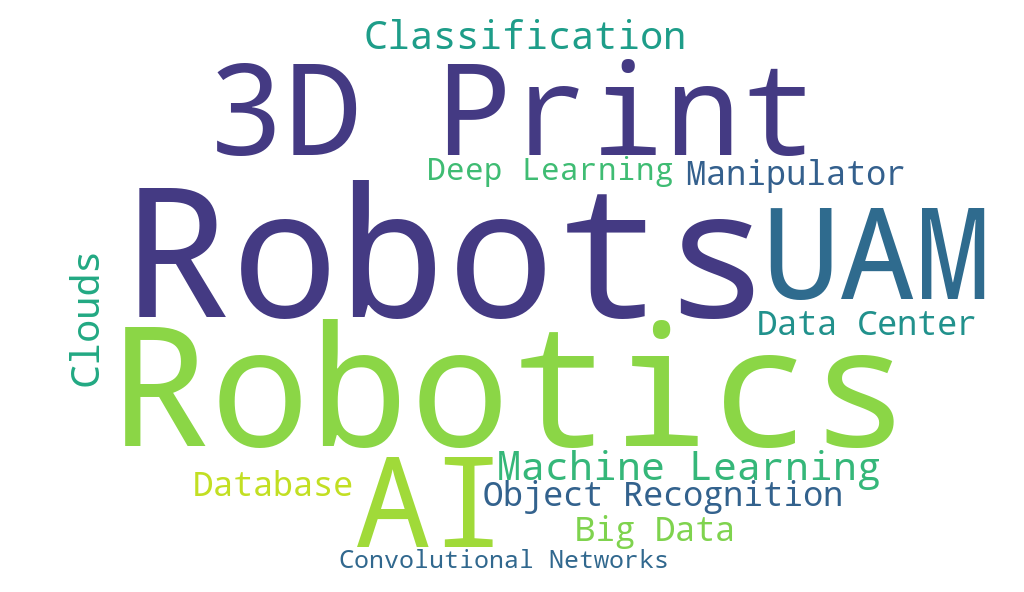 Classification
3D Print
Deep Learning
Manipulator
Robots
UAM
Clouds
Data Center
Robotics
Machine Learning
Database
AI
Object Recognition
Big Data
Convolutional Networks